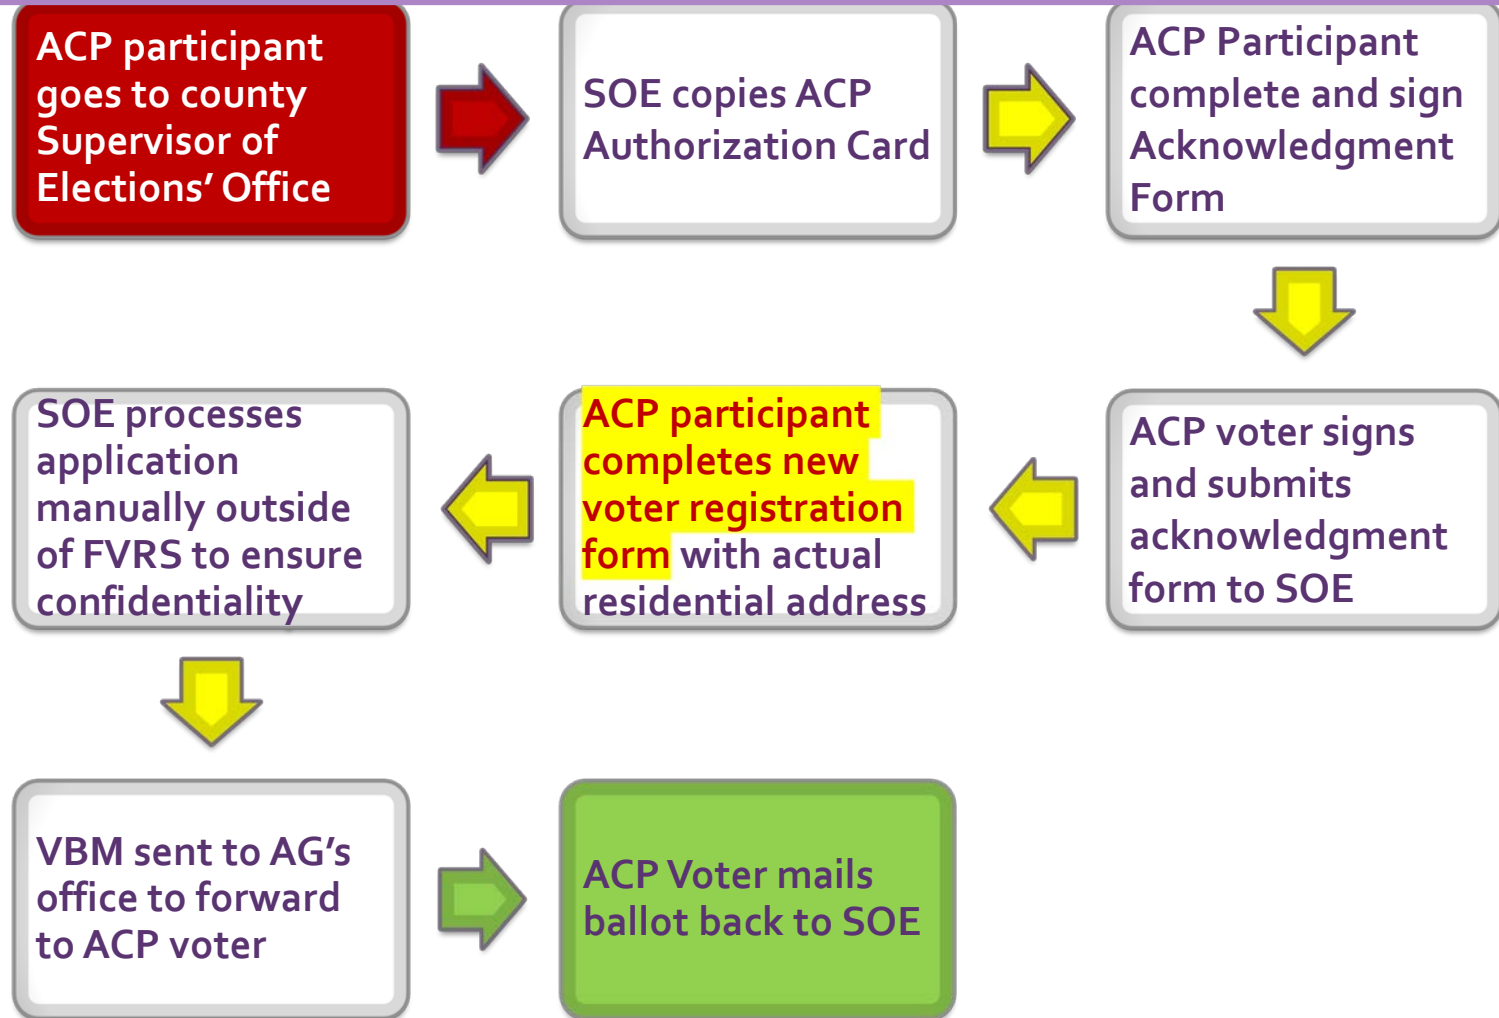 ACP participant
goes to county
Supervisor of
Elections’ Office
SOE copies ACP
Authorization Card
ACP Participant
complete and sign
Acknowledgment
Form
ACP voter signs
and submits
acknowledgment
form to SOE
ACP participant
completes new
voter registration
form with actual
residential address
SOE processes
application
manually outside
of FVRS to ensure
confidentiality
VBM sent to AG’s
office to forward
to ACP voter
ACP Voter mails
ballot back to SOE